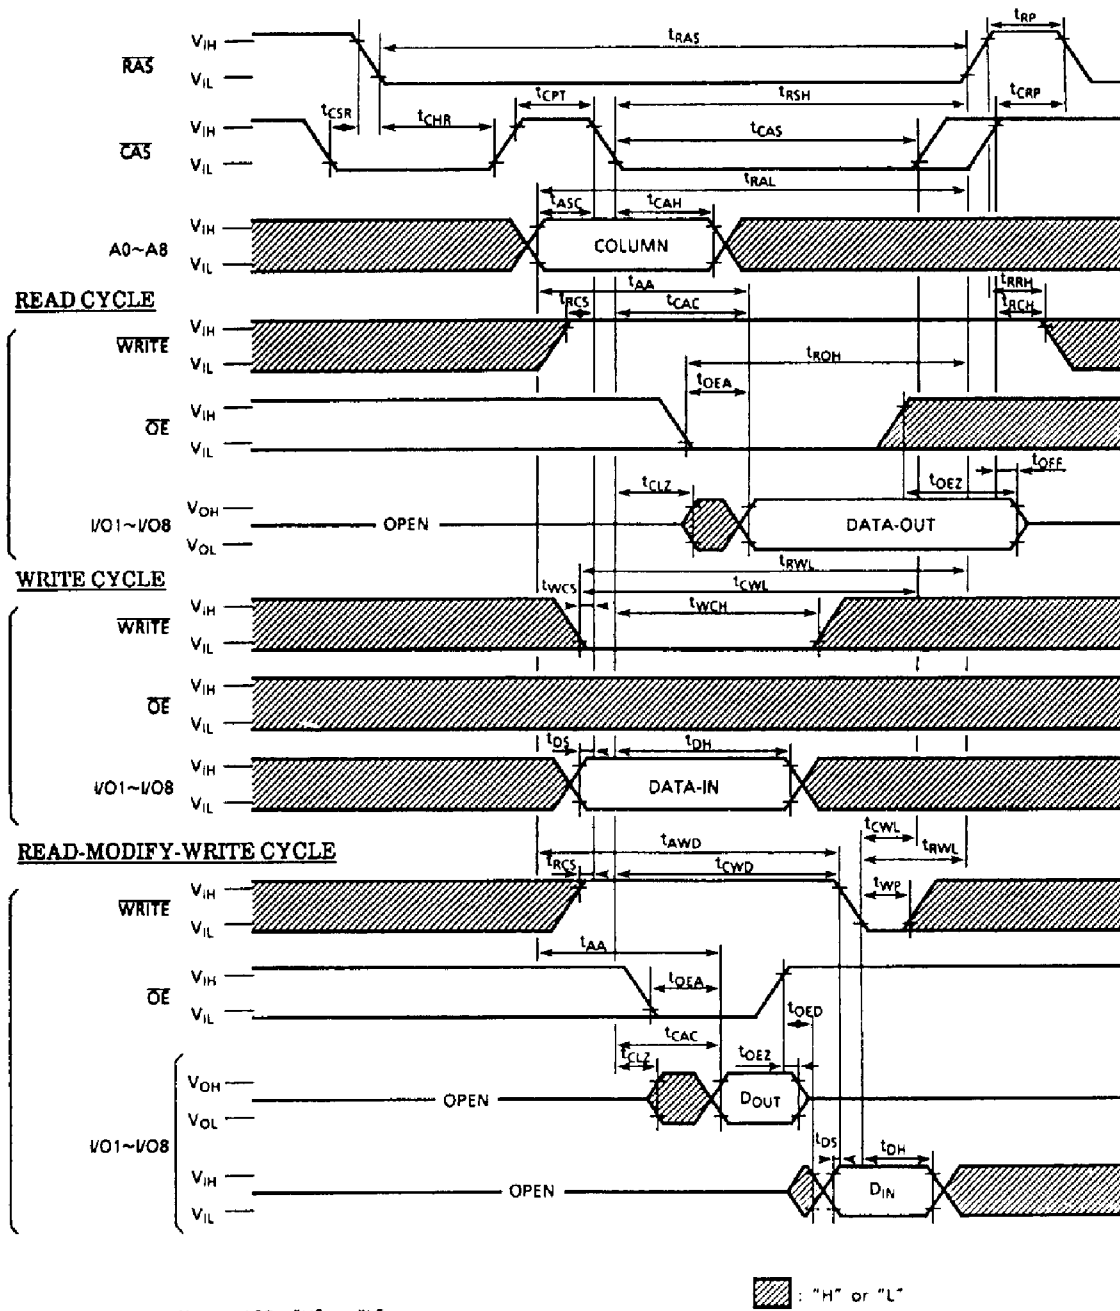 tRP
VIH
tRAS
RAS
VIL
tCPT
tRSH
tCRP
tCSR
tCHR
VIH
tCAS
CAS
VIL
tRAL
tASC
tCAH
VIH
A0~A8
COLUMN
VIL
tAA
tRRH
READ CYCLE
tRCS
tCAC
tRCH
VIH
WRITE
tROH
VIL
tOEA
VIH
OE
VIL
tOFF
tCLZ
tOEZ
VOH
I/O1~I/O8
OPEN
DATA-OUT
VOL
tRWL
WRITE CYCLE
tWCS
tCWL
VIH
tWCH
WRITE
VIL
VIH
OE
VIL
tDS
tDH
VIH
I/O1~I/O8
DATA-IN
VIL
tCWL
READ-MODIFY-WRITE CYCLE
tAWD
tRWL
tRCS
tCWD
VIH
tWP
WRITE
VIL
tAA
VIH
tOEA
OE
VIL
tOED
tCAC
tCLZ
tOEZ
VOH
OPEN
DOUT
VOL
I/O1~I/O8
tDS
tDH
VIH
OPEN
DIN
VIL
: "H" or "L"